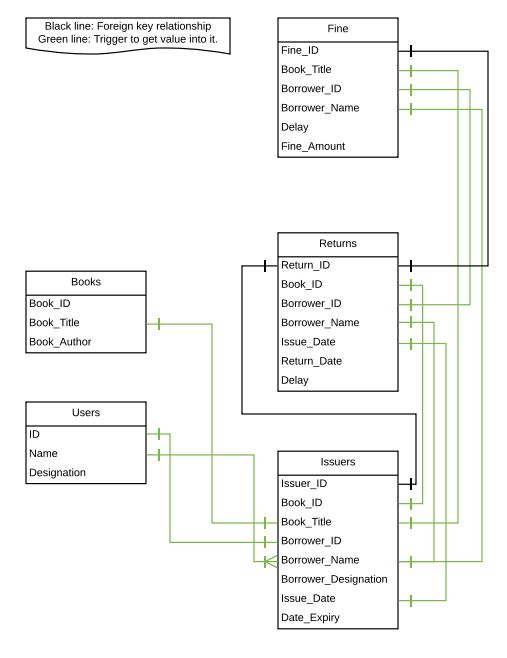 Black line: Foreign key relationship
Green line: Trigger to get value into it.
Fine
Fine_ID
Book_Title
Borrower_ID
Borrower_Name
Delay
Fine_Amount
Returns
Return_ID
Book_ID
Borrower_ID
Borrower_Name
Issue_Date
Return_Date
Delay
Books
Book_ID
Book_Title
Book_Author
Users
ID
Name
Designation
Issuers
Issuer_ID
Book_ID
Book_Title
Borrower_ID
Borrower_Name
Borrower_Designation
Issue_Date
Date_Expiry